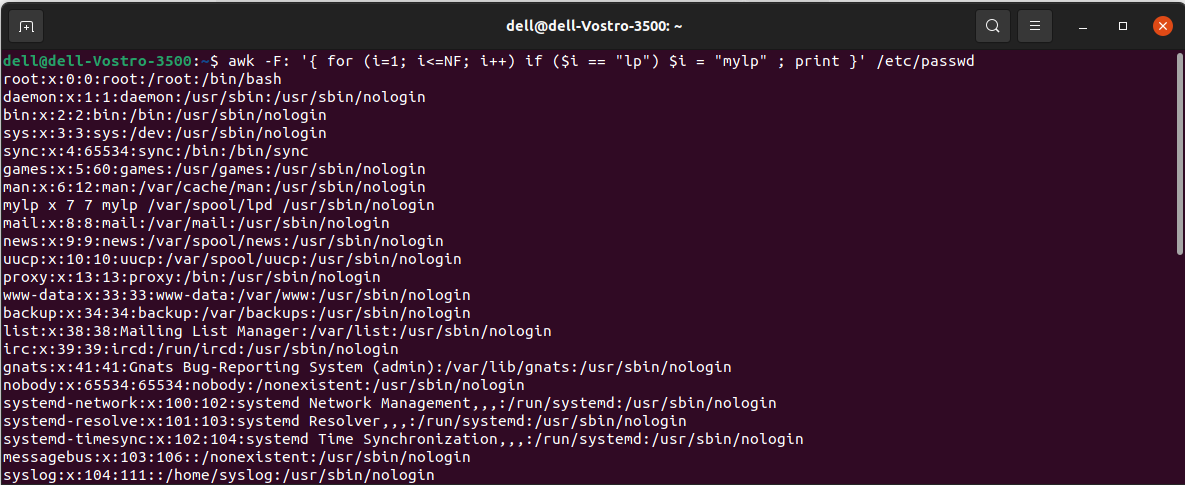 dell@dell-Vostro-3500: ~
dell@dell-Vostro-3500:~$ awk -F: '{ for (i=1; i<=NF; i++) if ($i == "lp") $i = "mylp" ; print }' /etc/passwd
root:x:0:0:root:/root:/bin/bash
daemon:x:1:1:daemon:/usr/sbin:/usr/sbin/nologin
bin:x:2:2:bin:/bin:/usr/sbin/nologin
sys:x:3:3:sys:/dev:/usr/sbin/nologin
sync:x:4:65534:sync:/bin:/bin/sync
games:x:5:60:games:/usr/games:/usr/sbin/nologin
man:x:6:12:man:/var/cache/man:/usr/sbin/nologin
mylp x 7 7 mylp /var/spool/lpd /usr/sbin/nologin
mail:x:8:8:mail:/var/mail:/usr/sbin/nologin
news:x:9:9:news:/var/spool/news:/usr/sbin/nologin
uucp:x:10:10:uucp:/var/spool/uucp:/usr/sbin/nologin
proxy:x:13:13:proxy:/bin:/usr/sbin/nologin
www-data:x:33:33:www-data:/var/www:/usr/sbin/nologin
backup:x:34:34:backup:/var/backups:/usr/sbin/nologin
list:x:38:38:Mailing List Manager:/var/list:/usr/sbin/nologin
irc:x:39:39:ircd:/run/ircd:/usr/sbin/nologin
gnats:x:41:41:Gnats Bug-Reporting System (admin):/var/lib/gnats:/usr/sbin/nologin
nobody:x:65534:65534:nobody:/nonexistent:/usr/sbin/nologin
systemd-network:x:100:102:systemd Network Management,,,:/run/systemd:/usr/sbin/nologin
systemd-resolve:x:101:103:systemd Resolver,,,:/run/systemd:/usr/sbin/nologin
systemd-timesync:x:102:104:systemd Time Synchronization,,,:/run/systemd:/usr/sbin/nologin
messagebus:x:103:106::/nonexistent:/usr/sbin/nologin
syslog:x:104:111::/home/syslog:/usr/sbin/nologin